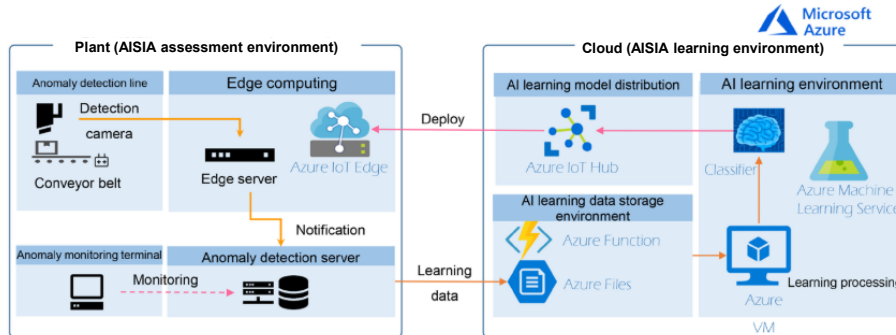 Microsoft
Azure
Plant (AISIA assessment environment)
Cloud (AISIA learning environment)
Anomaly detection line
Edge computing
AI learning model distribution
AI learning environment
Detection
camera
Deploy
Conveyor belt
Edge server
Azure IoT Edge
Azure IoT Hub
Classifier
Azure Machine
Learning Service
AI learning data storage
environment
Notification
Azure Function
Anomaly monitoring terminal
Anomaly detection server
Monitoring
Learning
data
Azure Files
Learning processing
Azure
VM